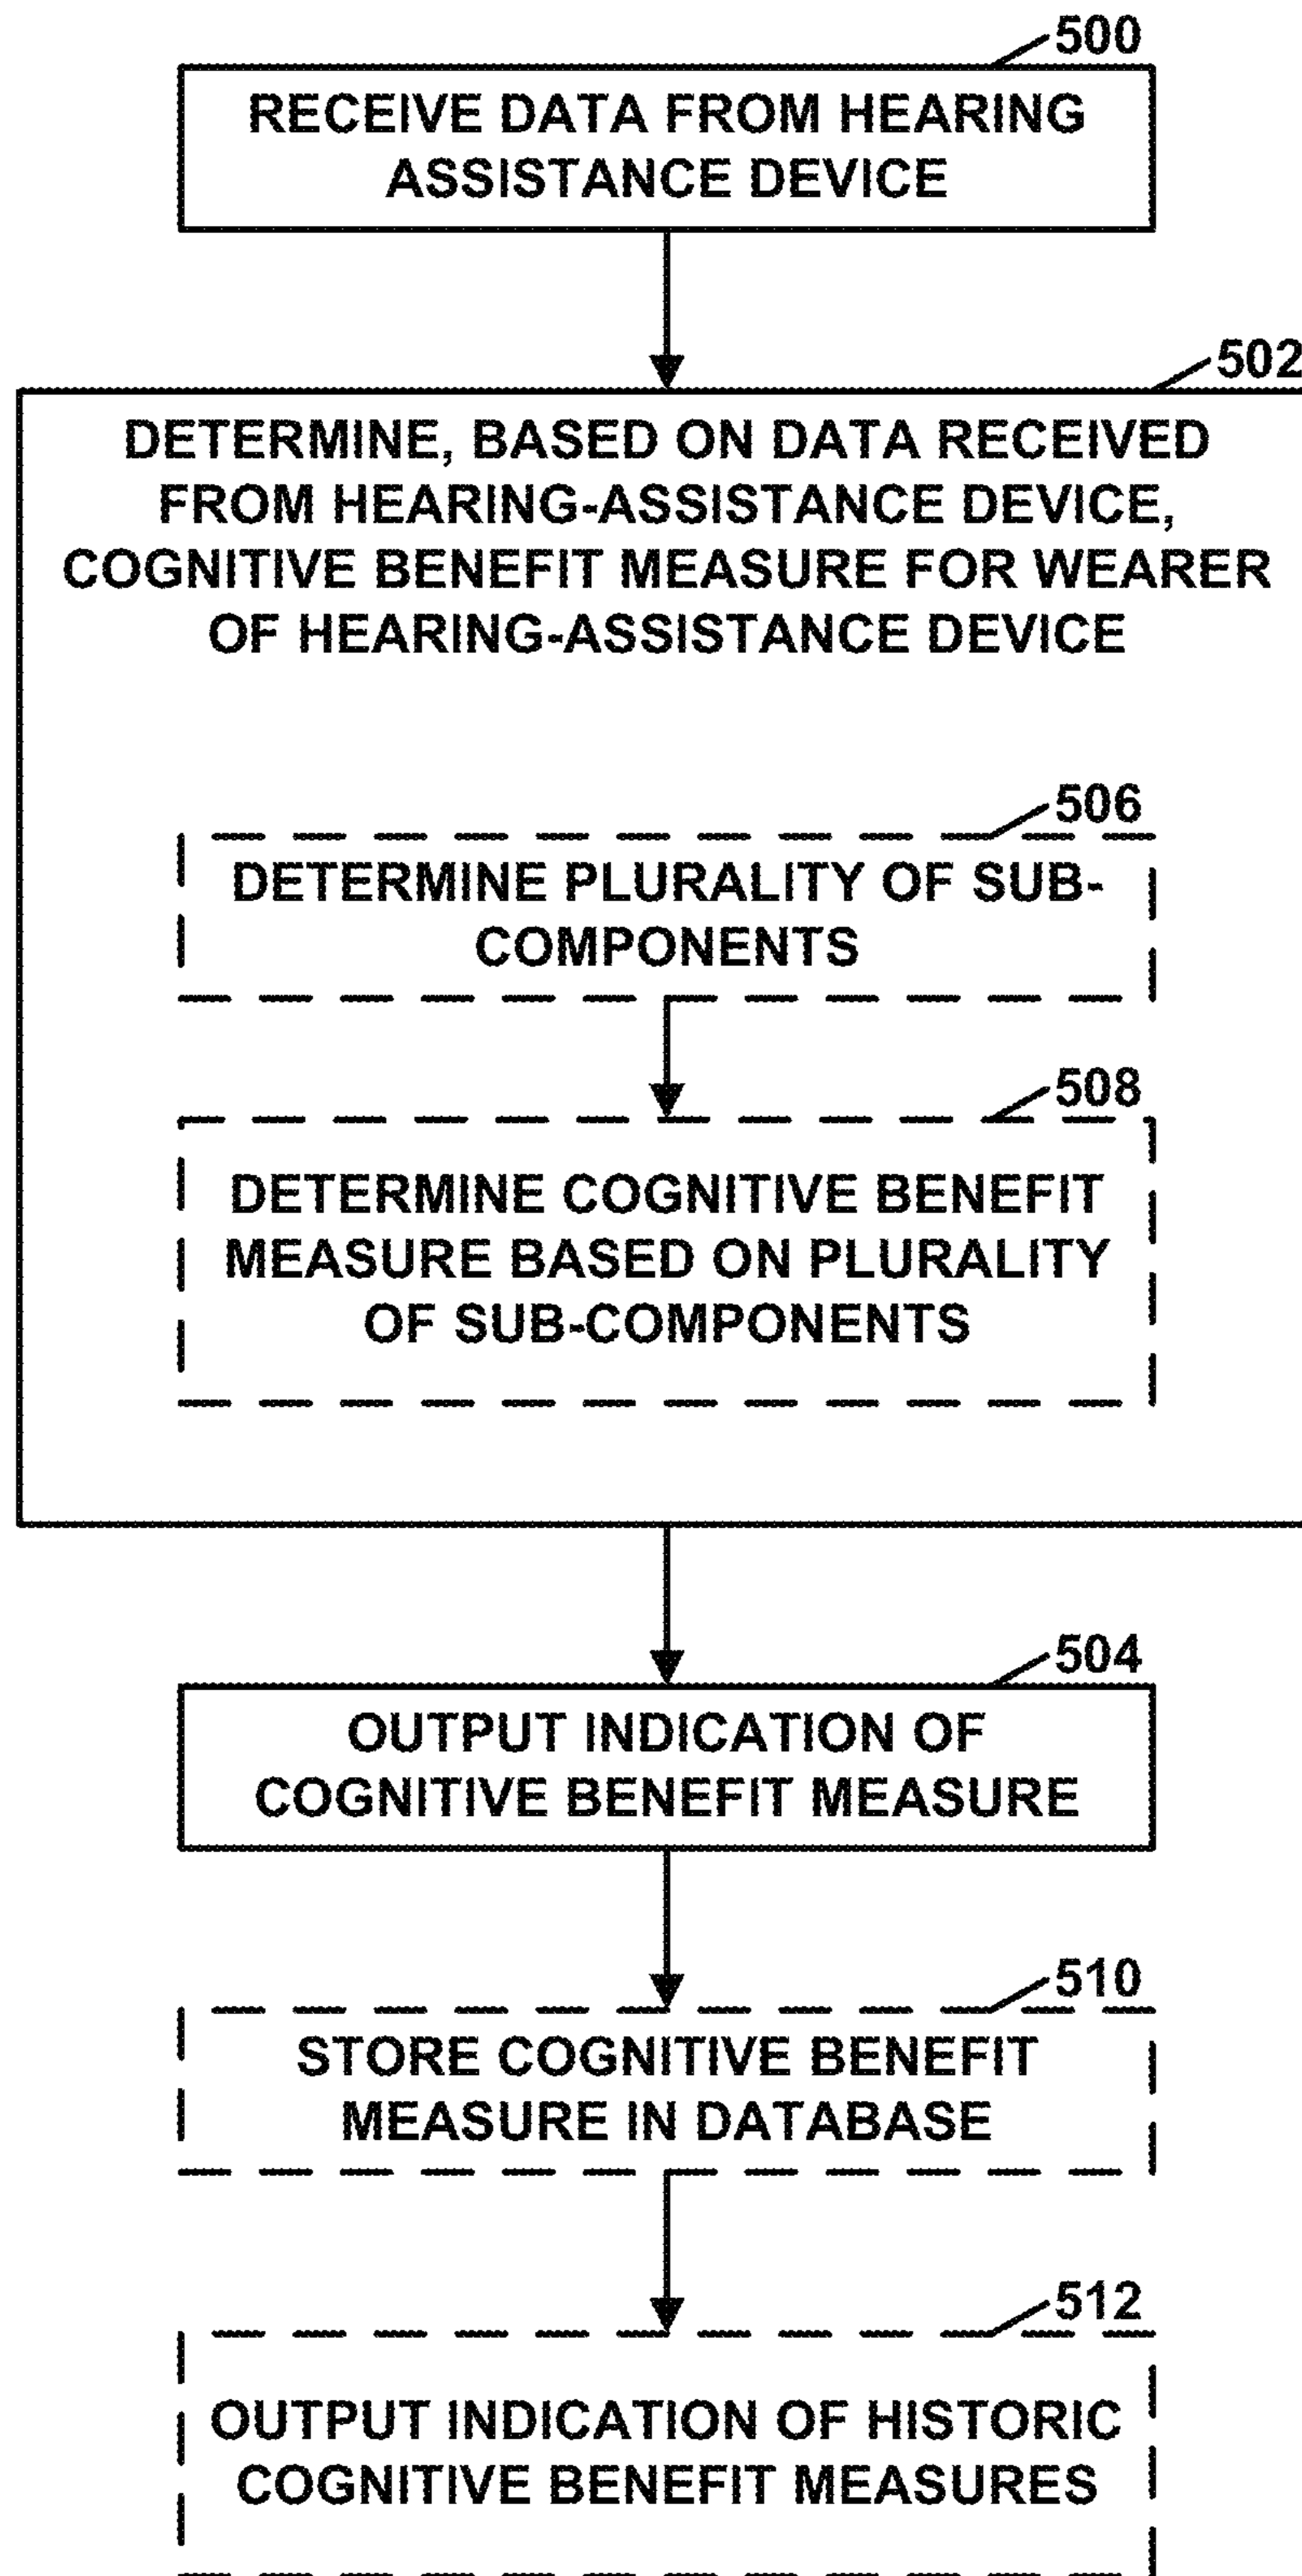 500
RECEIVE DATA FROM HEARING
ASSISTANCE DEVICE
502
DETERMINE, BASED ON DATA RECEIVED
FROM HEARING-ASSISTANCE DEVICE,
COGNITIVE BENEFIT MEASURE FOR WEARER
OF HEARING-ASSISTANCE DEVICE
506
DETERMINE PLURALITY OF SUB-
COMPONENTS
508
DETERMINE COGNITIVE BENEFIT
MEASURE BASED ON PLURALITY
OF SUB-COMPONENTS
504
OUTPUT INDICATION OF
COGNITIVE BENEFIT MEASURE
510
STORE COGNITIVE BENEFIT
MEASURE IN DATABASE
512
OUTPUT INDICATION OF HISTORIC
COGNITIVE BENEFIT MEASURES